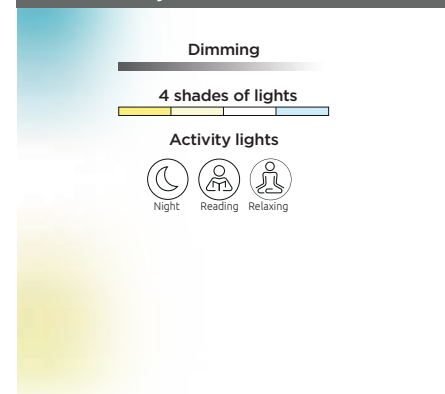 Dimming
4 shades of lights
Activity lights
Night Reading Relaxing